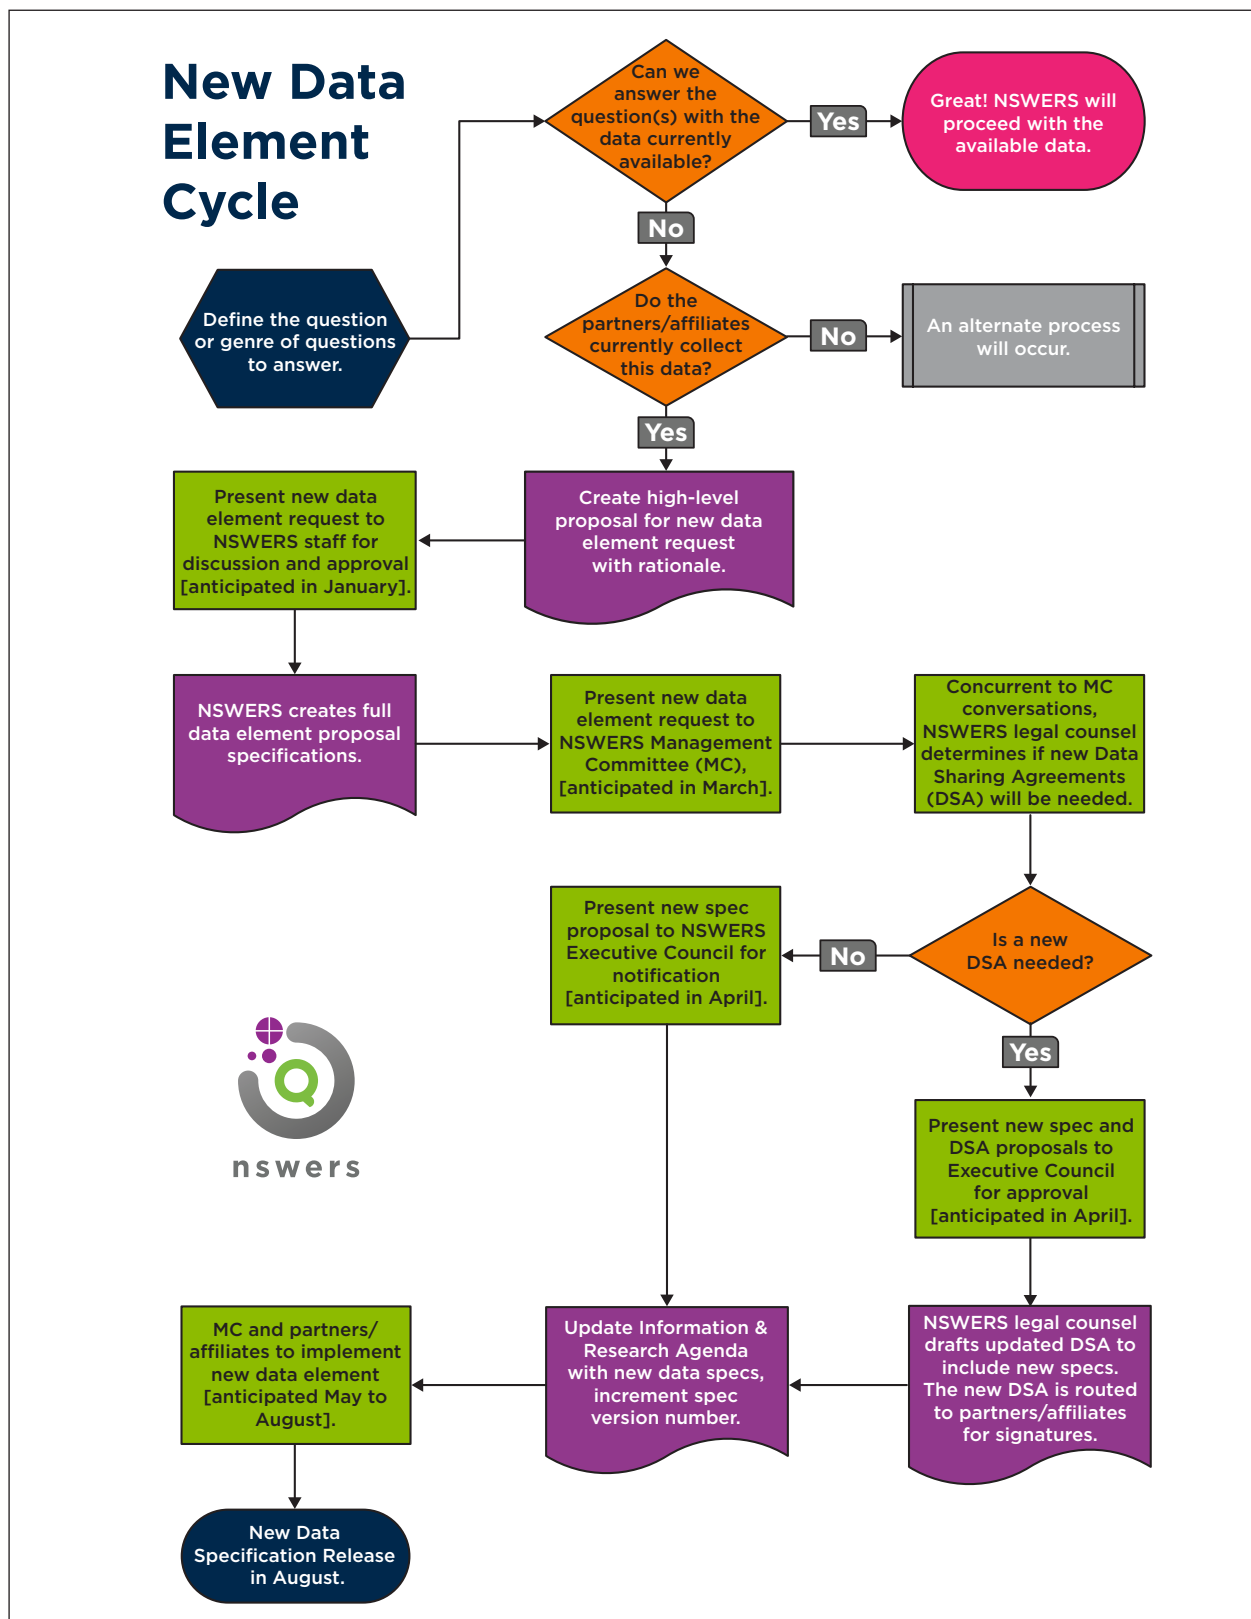 New Data
Element
Cycle
Can we
answer the
question(s) with the
data currently
available?
Yes
Great! NSWERS will
proceed with the
available data.
No
Define the question
or genre of questions
to answer.
Do the
partners/affiliates
currently collect
this data?
No
An alternate process
will occur.
Yes
Create high-level
proposal for new data
element request
with rationale.
Present new data
element request to
NSWERS staff for
discussion and approval
[anticipated in January].
NSWERS creates full
data element proposal
specifications.
Present new data
element request to
NSWERS Management
Committee (MC),
[anticipated in March].
Concurrent to MC
conversations,
NSWERS legal counsel
determines if new Data
Sharing Agreements
(DSA) will be needed.
Is a new
DSA needed?
No
Present new spec
proposal to NSWERS
Executive Council for
notification
[anticipated in April].
Yes
Present new spec and
DSA proposals to
Executive Council
for approval
[anticipated in April].
nswers
NSWERS legal counsel
drafts updated DSA to
include new specs.
The new DSA is routed
to partners/affiliates
for signatures.
Update Information &
Research Agenda
with new data specs,
increment spec
version number.
MC and partners/
affiliates to implement
new data element
[anticipated May to
August].
New Data
Specification Release
in August.